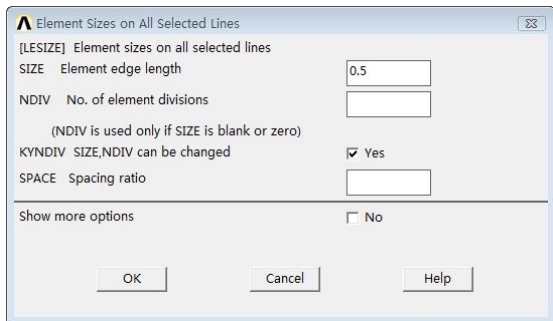 Element Sizes on All Selected Lines
[LESIZE] Element sizes on all selected lines
SIZE Element edge length 0.5
NDIV No. of element divisions
(NDIV is used only if SIZE is blank or zero)
KYNDIV SIZE,NDIV can be changed Yes
SPACE Spacing ratio
Show more options No
OK Cancel Help